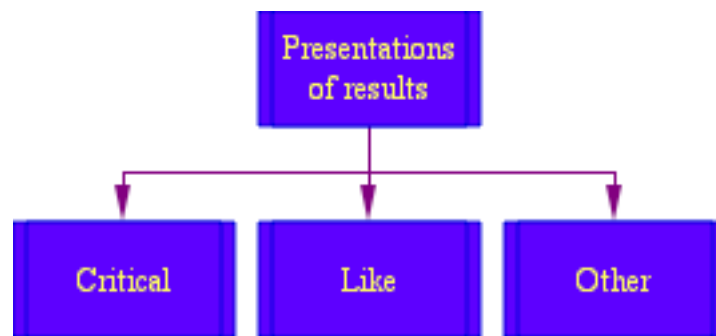 Presentations
of results
Critical
Like
Other